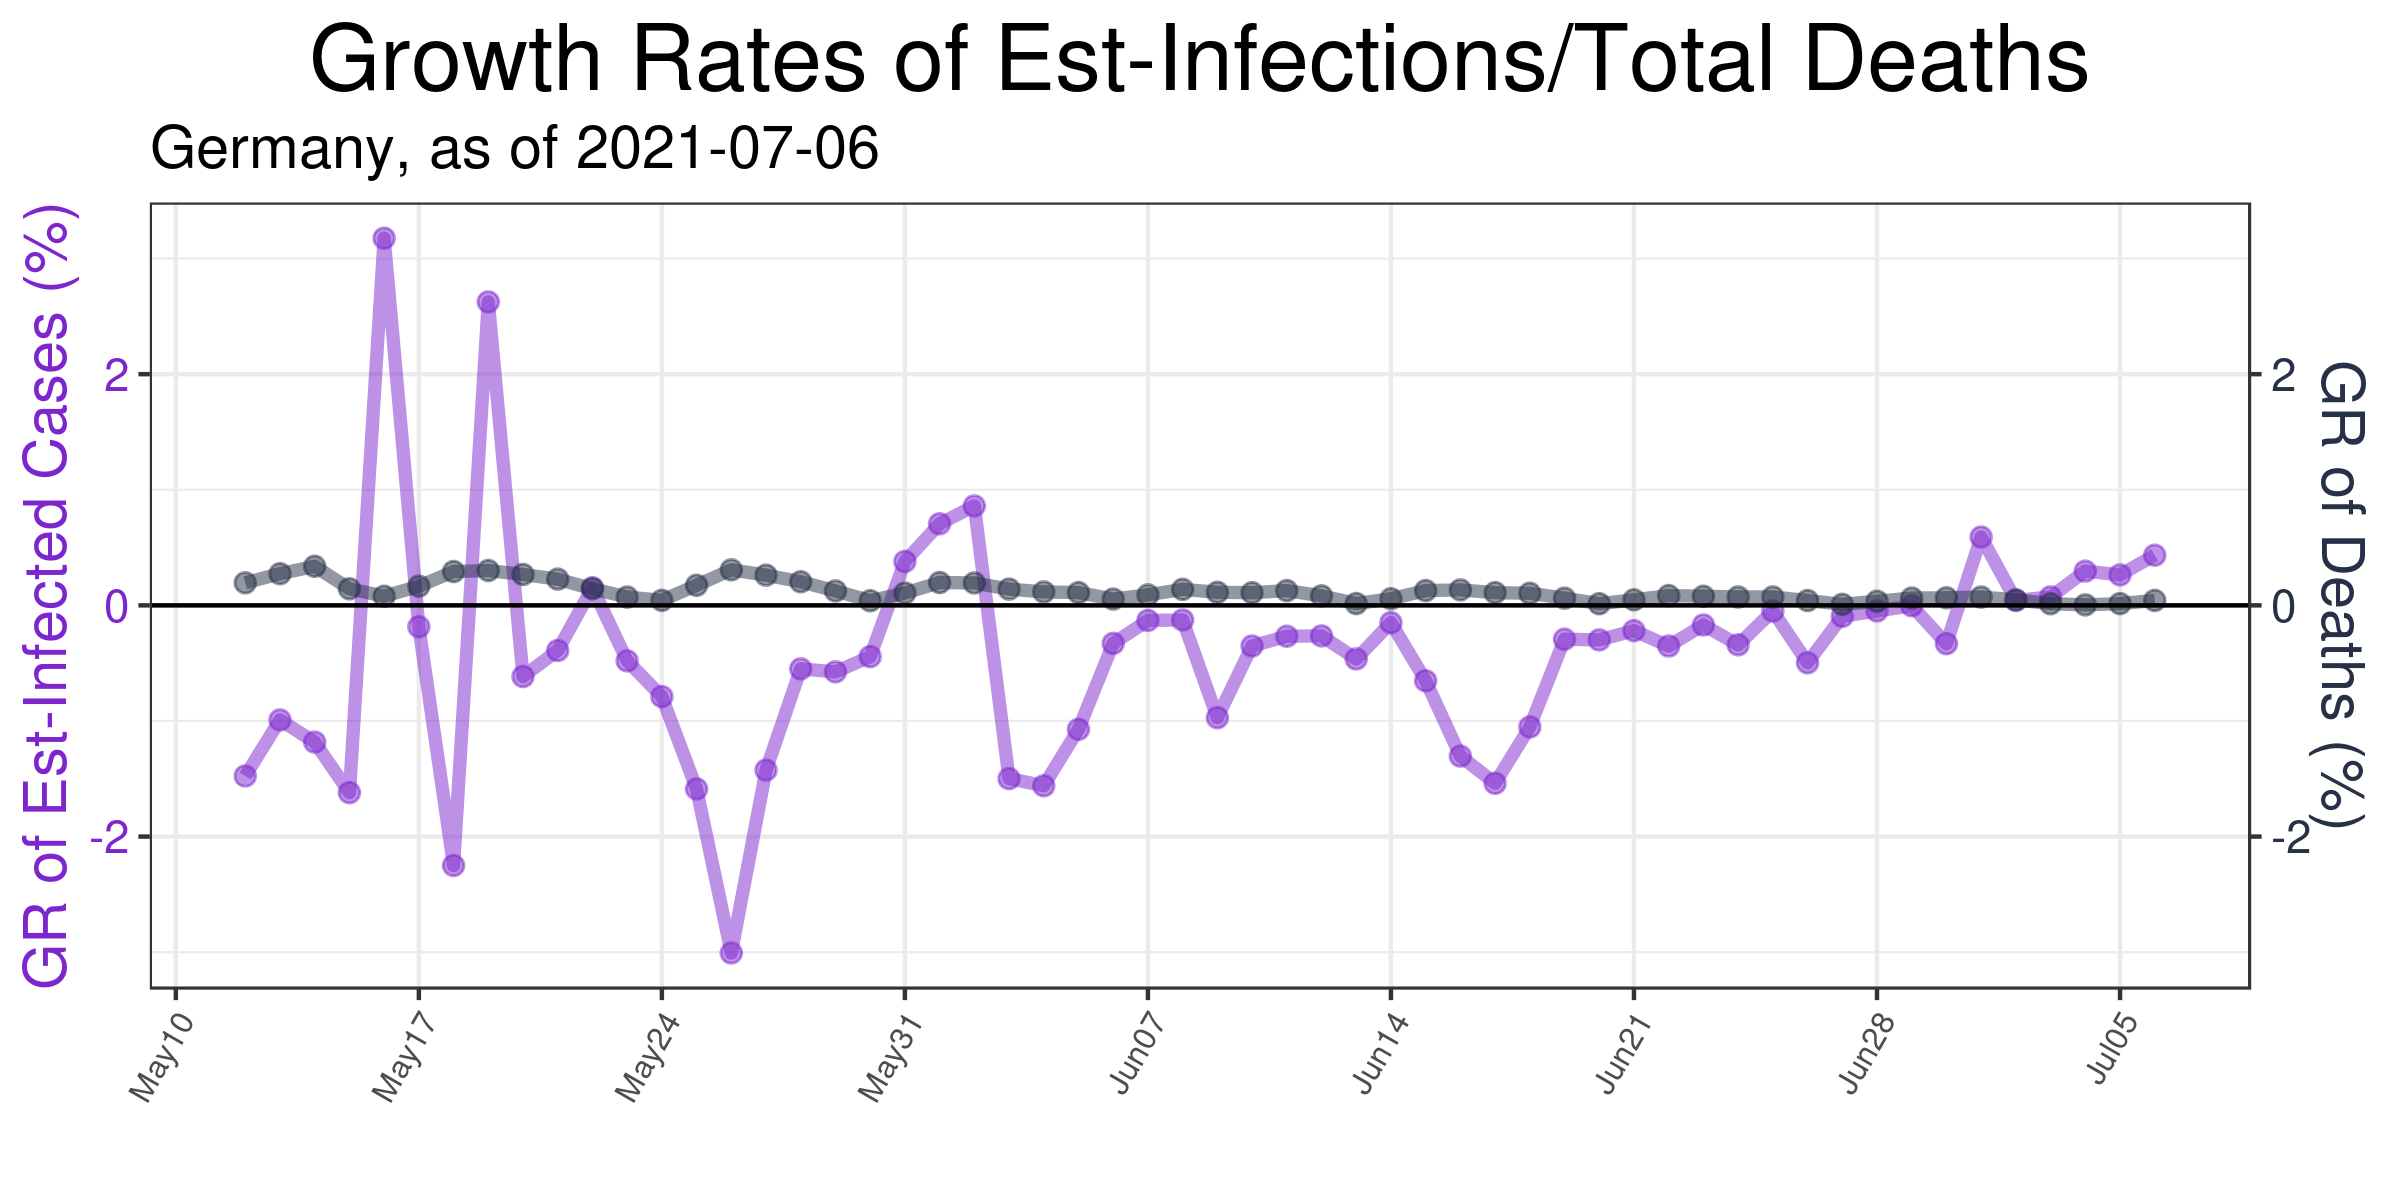 Growth Rates of Est-Infections/Total Deaths
Germany, as of 2021-07-06
GR of Est-Infected Cases (%)
2
0
-2
2
0
-2
GR of Deaths (%)
May10
May17
May24
May31
Jun07
Jun14
Jun21
Jun28
Jul05